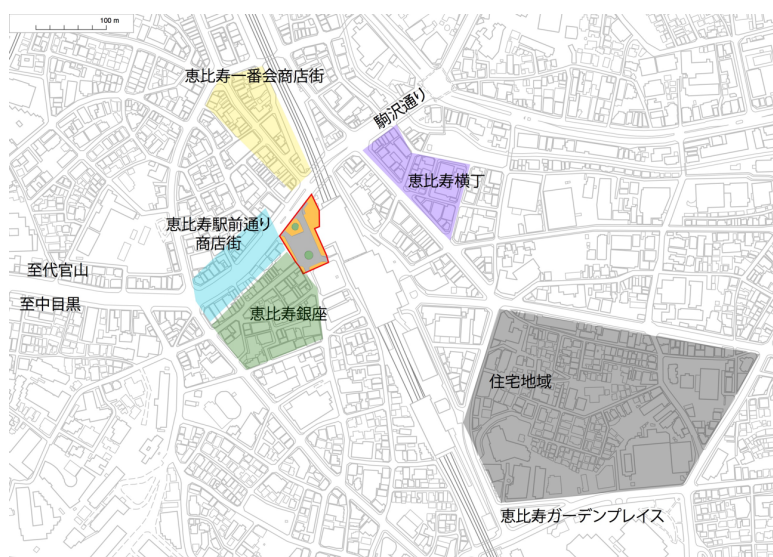 100 m
恵比寿一番会商店街
駒沢通り
恵比寿横丁
恵比寿駅前通り
商店街
至代官山
至中目黒
恵比寿銀座
住宅地域
恵比寿ガーデンプレイス